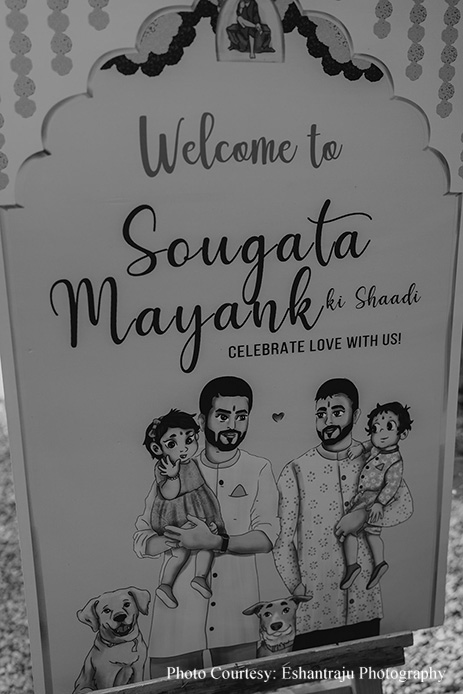 Welcome to
Sougata
Mayank ki Shaadi
CELEBRATE LOVE WITH US!
Photo Courtesy: Eshantraju Photography